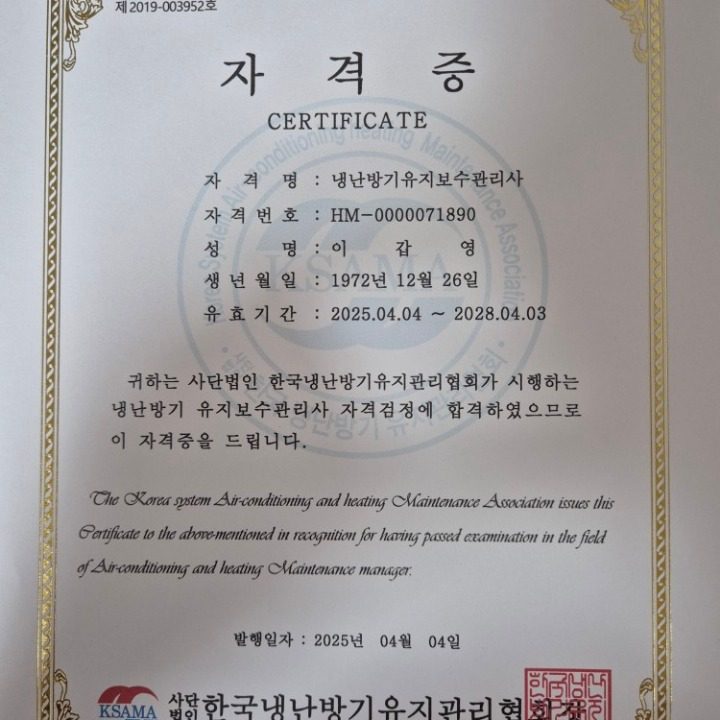 제2019-003952호
자 격 증
CERTIFICATE
자 격 명 : 냉난방기유지보수관리사
자격번호 : HM-0000071890
성 명 : 이 갑 영
생년월일 : 1972년 12월 26일
유효기간 : 2025.04.04 ~ 2028.04.03
귀하는 사단법인 한국냉난방기유지관리협회가 시행하는
냉난방기 유지보수관리사 자격검정에 합격하였으므로
이 자격증을 드립니다.
The Korea system Air-conditioning and heating Maintenance Association issues this
Certificate to the above-mentioned in recognition for having passed examination in the field
of Air-conditioning and heating Maintenance manager.
발행일자 : 2025년 04월 04일
KSAMA
사단
법인
한국냉난방기유지관리협회장